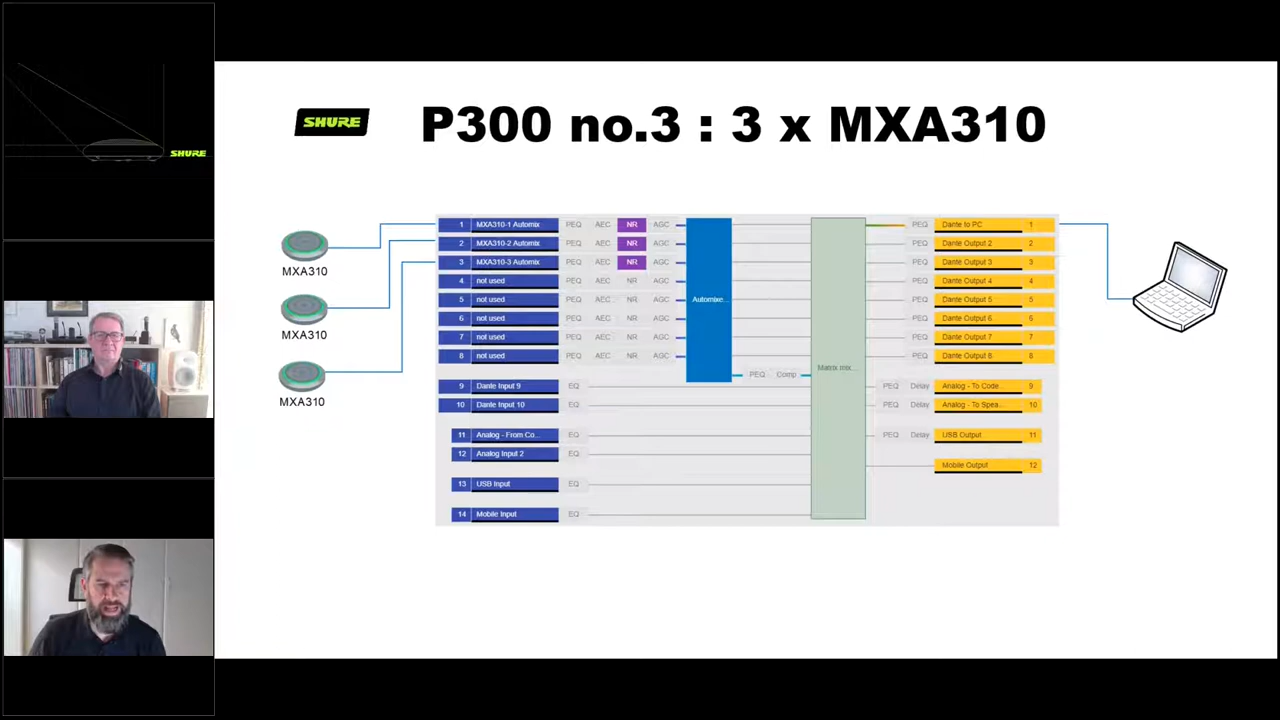 SHURE
SHURE
P300 no.3 : 3 x MXA310
MXA310
MXA310
MXA310
1 MXA310-1 Automix PEQ AEC NR AGC PEQ Dante to PC 1
2 MXA310-2 Automix PEQ AEC NR AGC PEQ Dante Output 2 2
3 MXA310-3 Automix PEQ AEC NR AGC PEQ Dante Output 3 3
4 not used PEQ AEC NR AGC PEQ Dante Output 4 4
5 not used PEQ AEC NR AGC Automixe... PEQ Dante Output 5 5
6 not used PEQ AEC NR AGC PEQ Dante Output 6 6
7 not used PEQ AEC NR AGC PEQ Dante Output 7 7
8 not used PEQ AEC NR AGC PEQ Dante Output 8 8
PEQ Comp Matrix mix...
9 Dante Input 9 EQ PEQ Delay Analog - To Code... 9
10 Dante Input 10 EQ PEQ Delay Analog - To Spea... 10
11 Analog - From Co... EQ PEQ Delay USB Output 11
12 Analog Input 2 EQ
Mobile Output 12
13 USB Input EQ
14 Mobile Input EQ